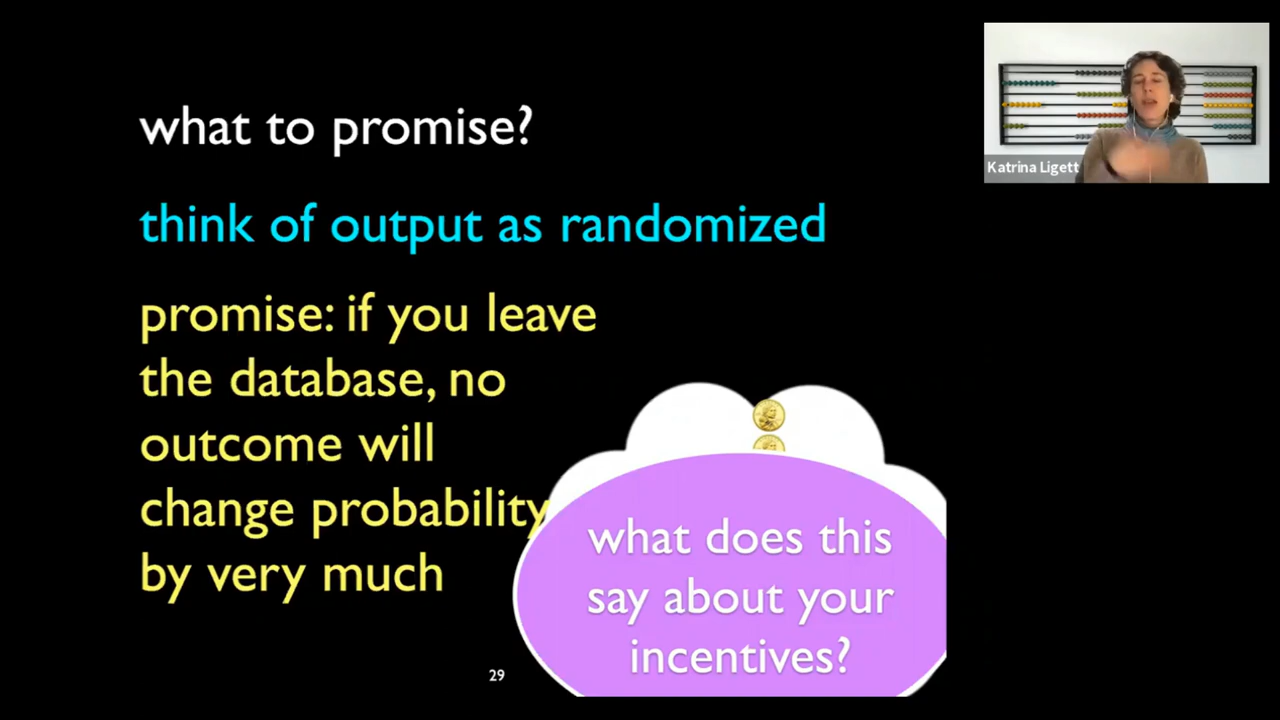 what to promise?
think of output as randomized
promise: if you leave
the database, no
outcome will
change probability
by very much
what does this
say about your
incentives?
29
Katrina Ligett